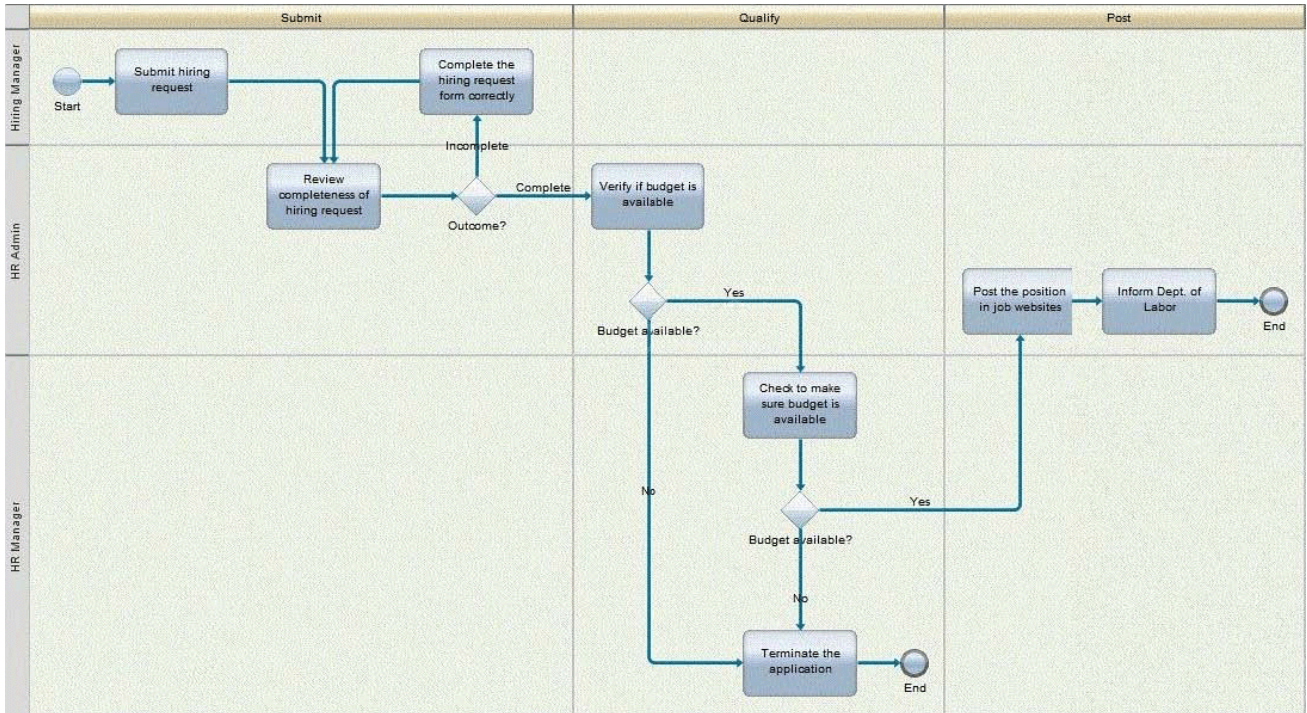 Submit
Qualify
Post
Hiring Manager
Start
Submit hiring
request
Complete the
hiring request
form correctly
Incomplete
HR Admin
Review
completeness of
hiring request
Outcome?
Complete
Verify if budget is
available
Budget available?
Yes
Post the position
in job websites
Inform Dept. of
Labor
End
HR Manager
Check to make
sure budget is
available
No
Budget available?
Yes
No
Terminate the
application
End